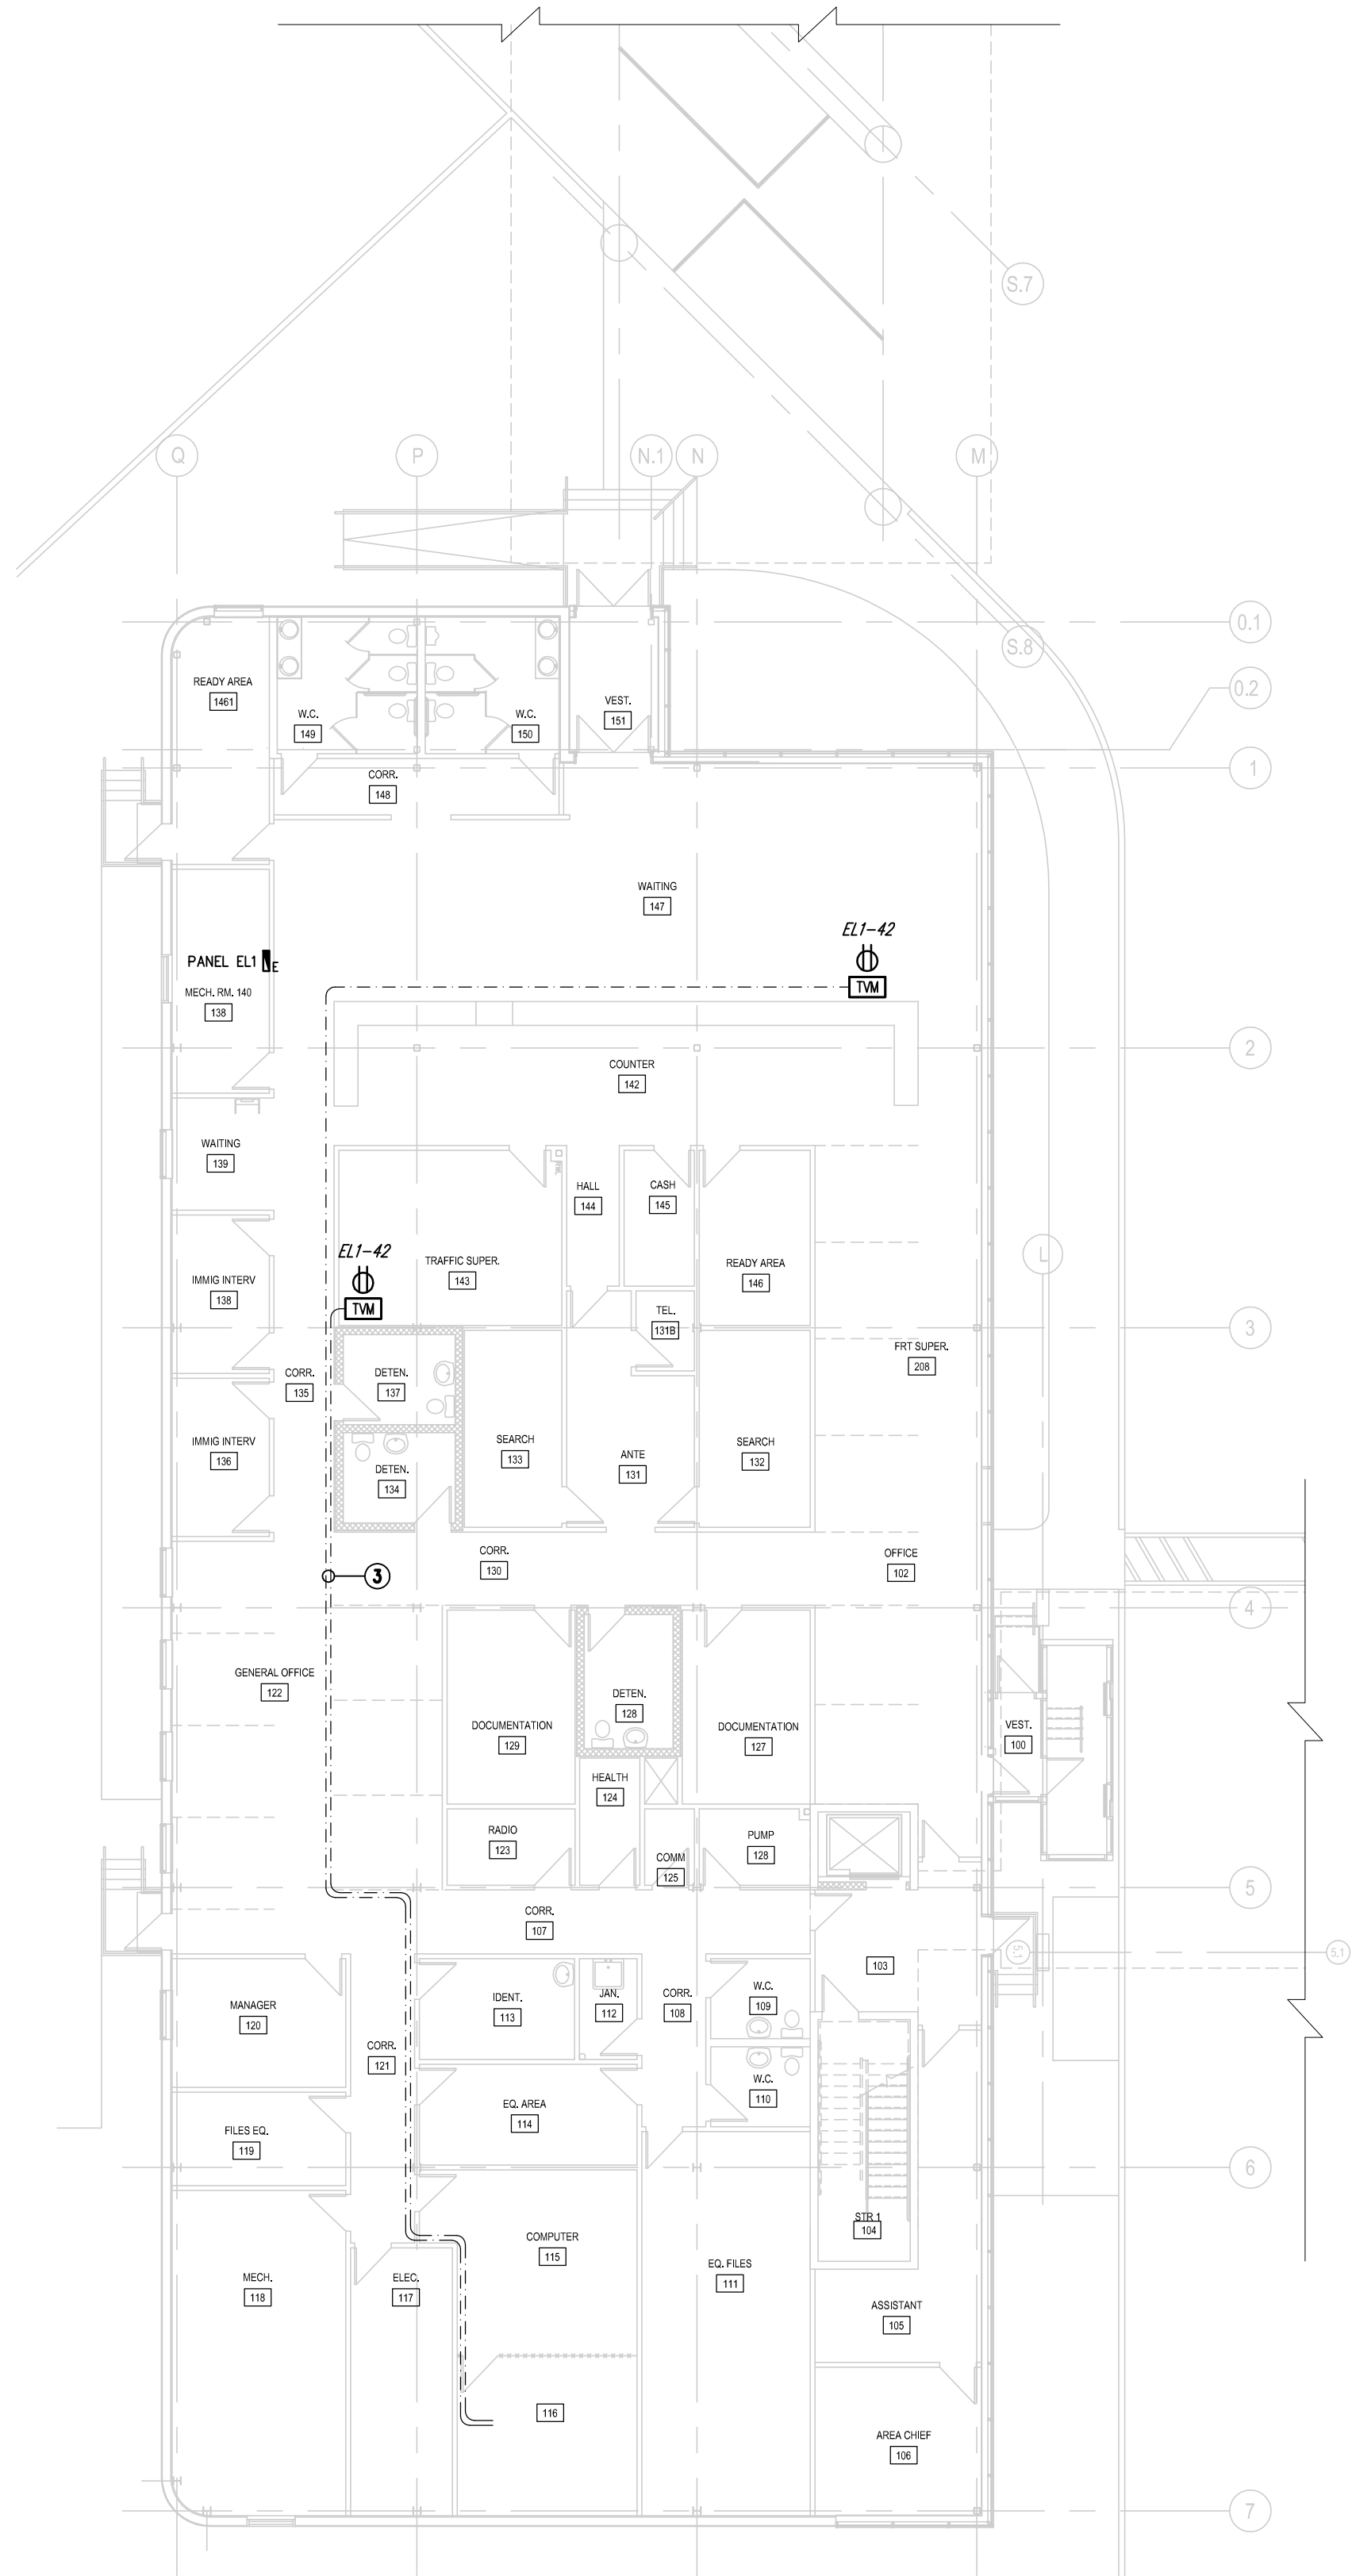 S.7
Q
P
N.1
N
M
0.1
S.8
0.2
READY AREA
1461
W.C.
149
W.C.
150
VEST.
151
1
CORR.
148
WAITING
147
EL1-42
TVM
PANEL EL1
E
MECH. RM. 140
138
2
COUNTER
142
WAITING
139
HALL
144
CASH
145
EL1-42
TVM
TRAFFIC SUPER.
143
READY AREA
146
L
IMMIG INTERV
138
TEL.
131B
3
FRT SUPER.
208
CORR.
135
DETEN.
137
IMMIG INTERV
136
SEARCH
133
ANTE
131
SEARCH
132
DETEN.
134
CORR.
130
OFFICE
102
3
4
GENERAL OFFICE
122
DETEN.
128
DOCUMENTATION
129
DOCUMENTATION
127
VEST.
100
HEALTH
124
RADIO
123
PUMP
128
COMM
125
5
CORR.
107
5.1
5.1
103
MANAGER
120
IDENT.
113
JAN.
112
CORR.
108
W.C.
109
CORR.
121
W.C.
110
EQ. AREA
114
FILES EQ.
119
6
STR.1
104
COMPUTER
115
EQ. FILES
111
MECH.
118
ELEC.
117
ASSISTANT
105
116
AREA CHIEF
106
7